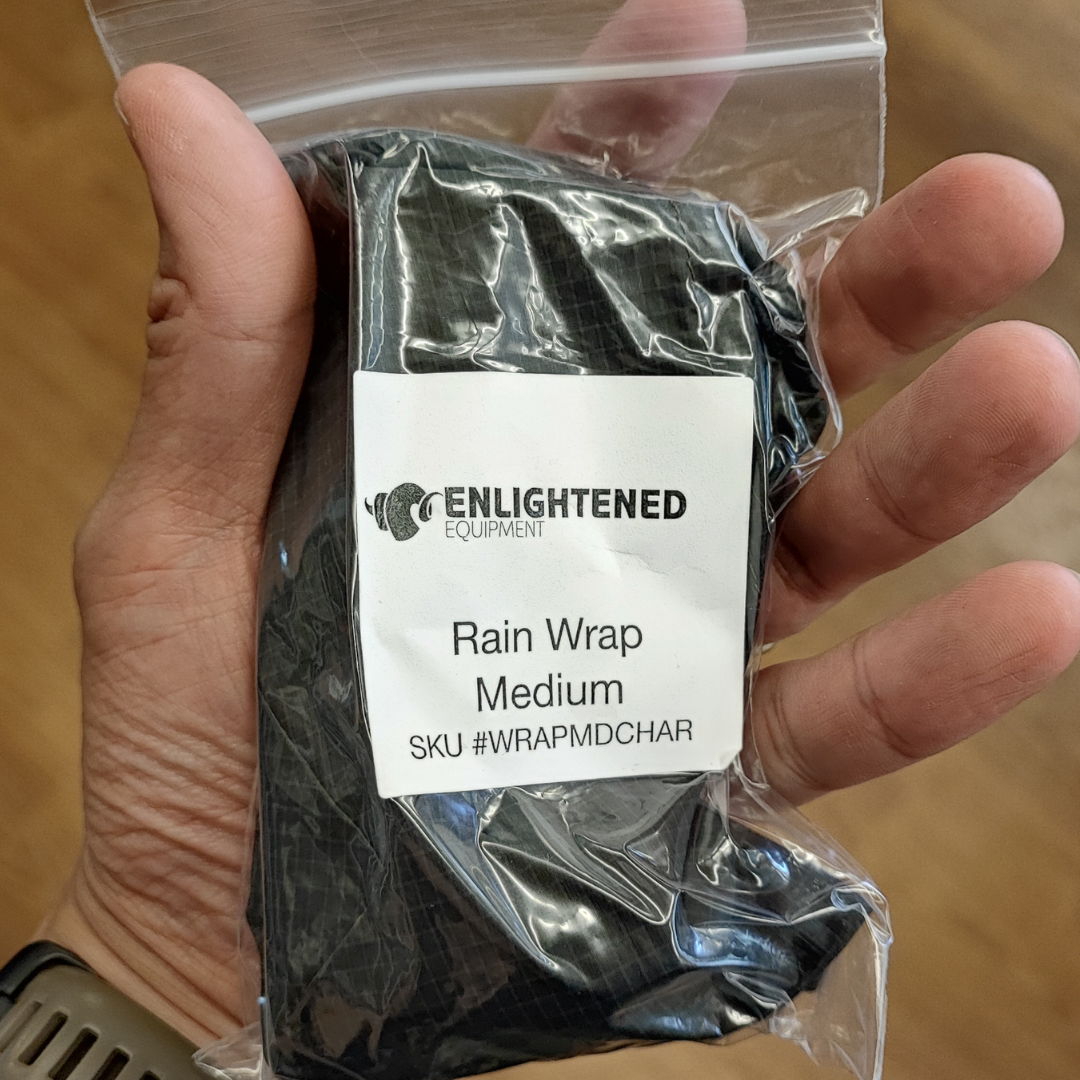 ENLIGHTENED
EQUIPMENT
Rain Wrap
Medium
SKU #WRAPMDCHAR